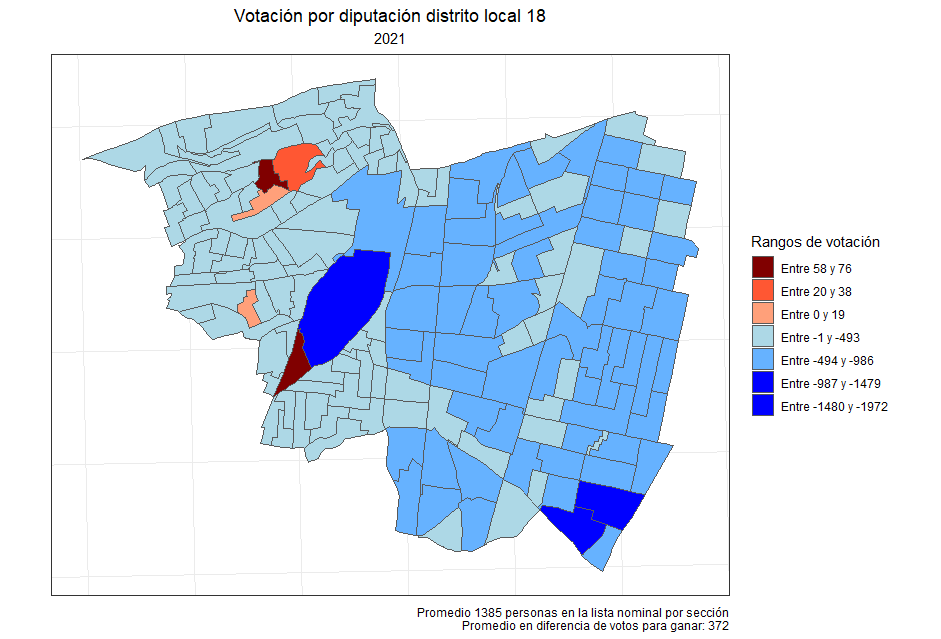 Votación por diputación distrito local 18
2021
Rangos de votación
Entre 58 y 76
Entre 20 y 38
Entre 0 y 19
Entre -1 y -493
Entre -494 y -986
Entre -987 y -1479
Entre -1480 y -1972
Promedio 1385 personas en la lista nominal por sección
Promedio en diferencia de votos para ganar: 372